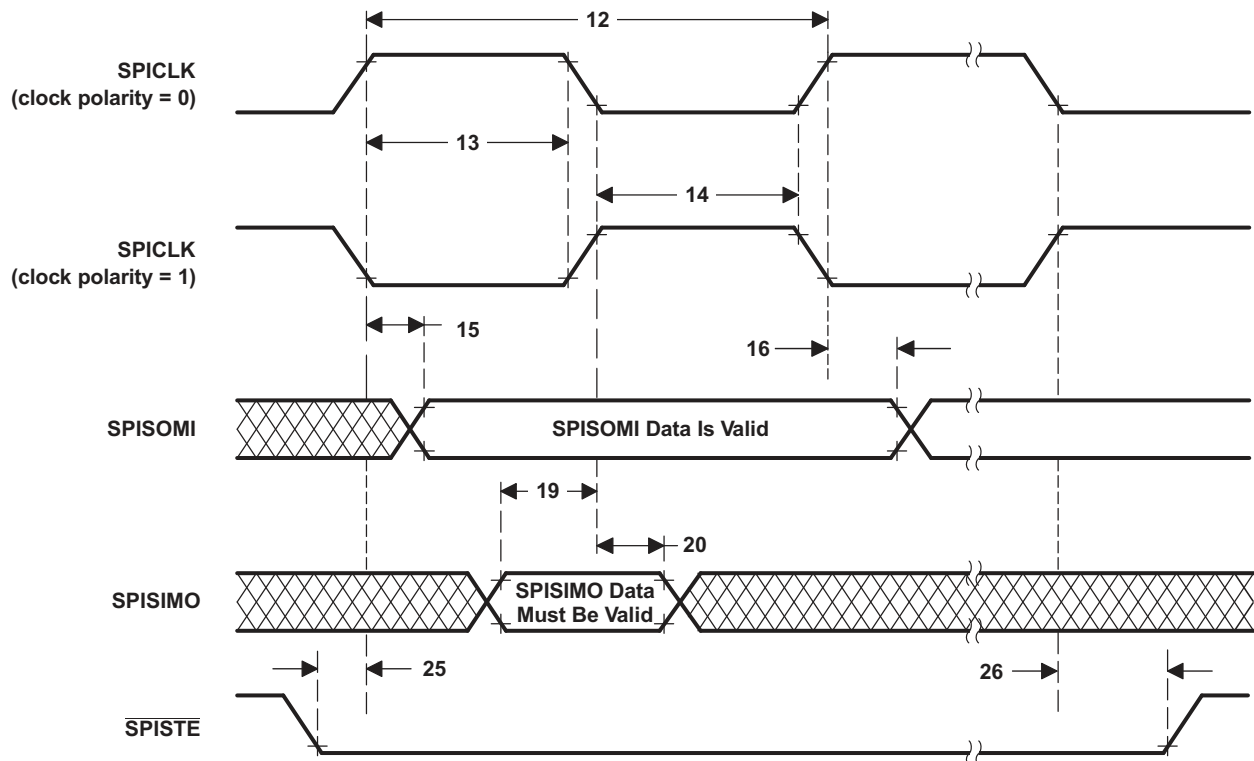 12
SPICLK
(clock polarity = 0)
13
14
SPICLK
(clock polarity = 1)
15
16
SPISOMI
SPISOMI Data Is Valid
19
20
SPISIMO
SPISIMO Data
Must Be Valid
25
26
SPISTE